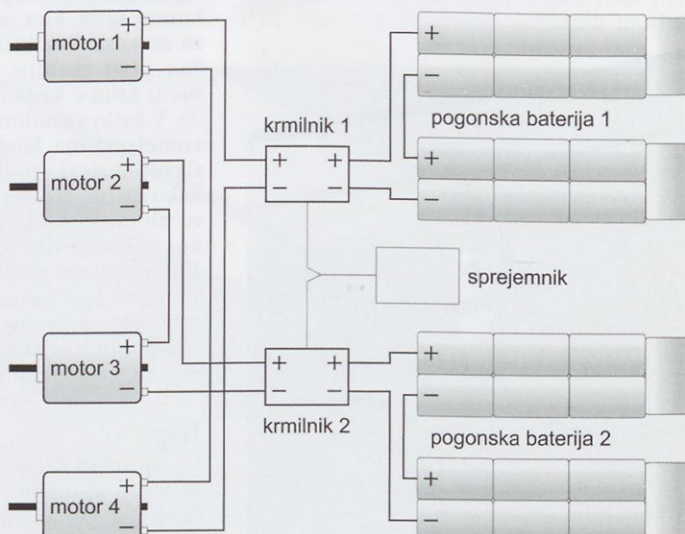 motor 1
+
−
+
−
pogonska baterija 1
krmilnik 1
+ +
− −
+
−
motor 2
+
−
sprejemnik
motor 3
+
−
+ +
− −
krmilnik 2
+
−
pogonska baterija 2
+
−
motor 4
+
−